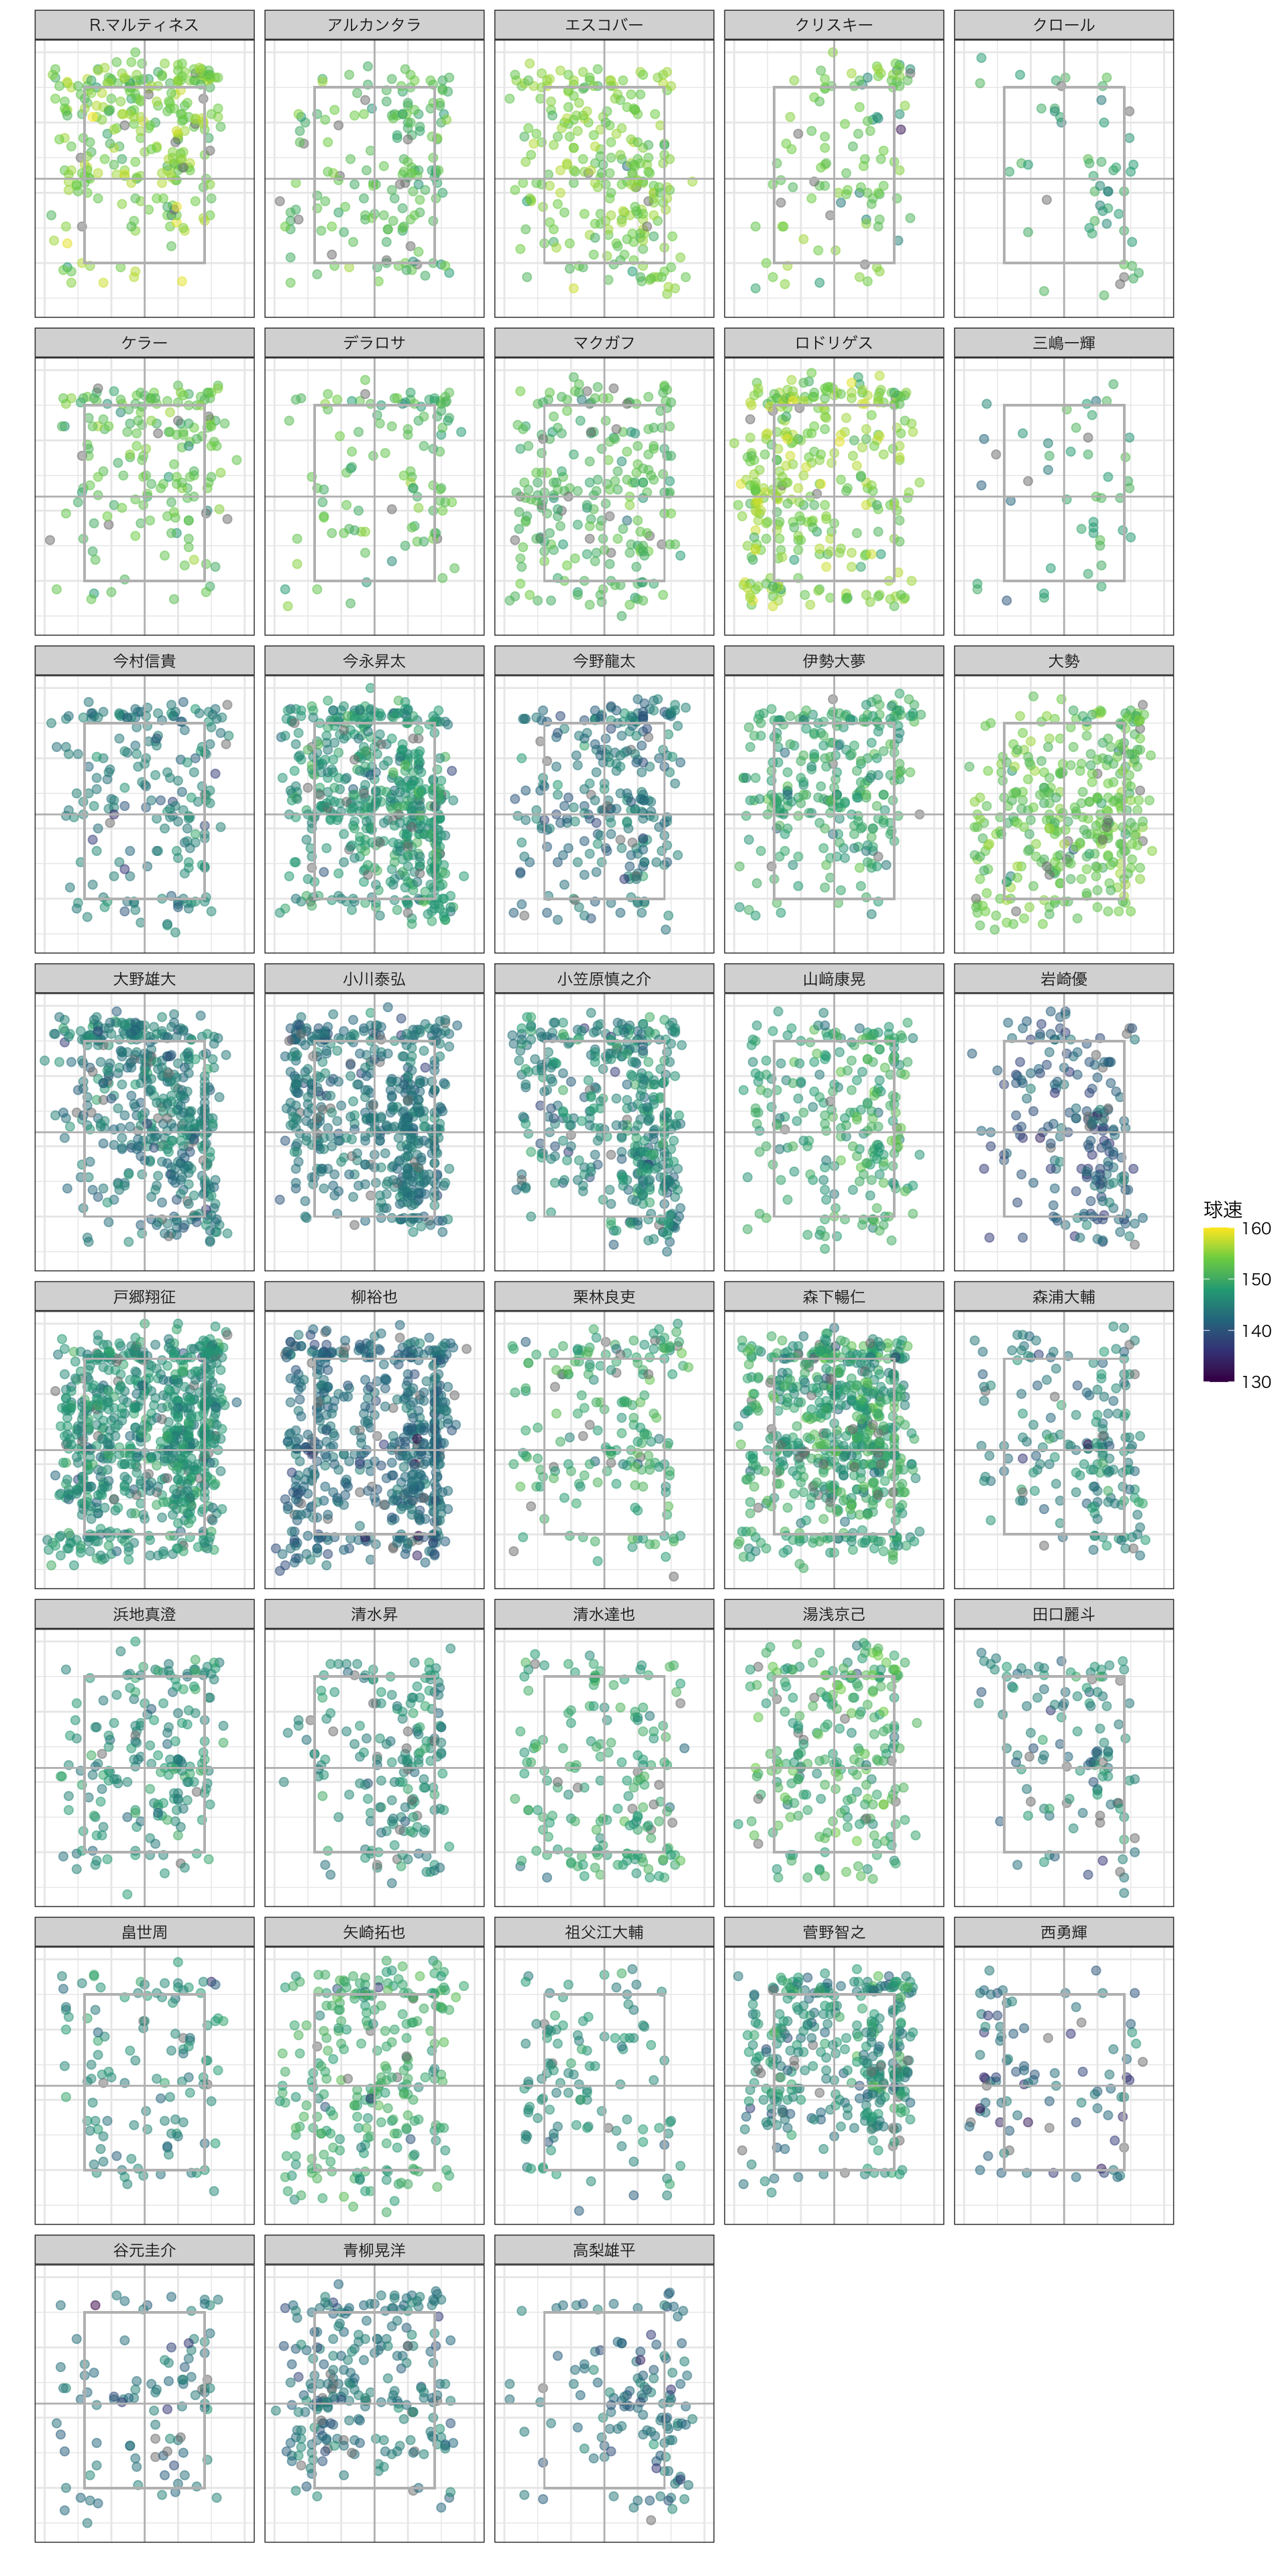 R.マルティネス
アルカンタラ
エスコバー
クリスキー
クロール
ケラー
デラロサ
マクガフ
ロドリゲス
三嶋一輝
今村信貴
今永昇太
今野龍太
伊勢大夢
大勢
大野雄大
小川泰弘
小笠原慎之介
山﨑康晃
岩崎優
球速
160
150
140
130
戸郷翔征
柳裕也
栗林良吏
森下暢仁
森浦大輔
浜地真澄
清水昇
清水達也
湯浅京己
田口麗斗
畠世周
矢崎拓也
祖父江大輔
菅野智之
西勇輝
谷元圭介
青柳晃洋
高梨雄平